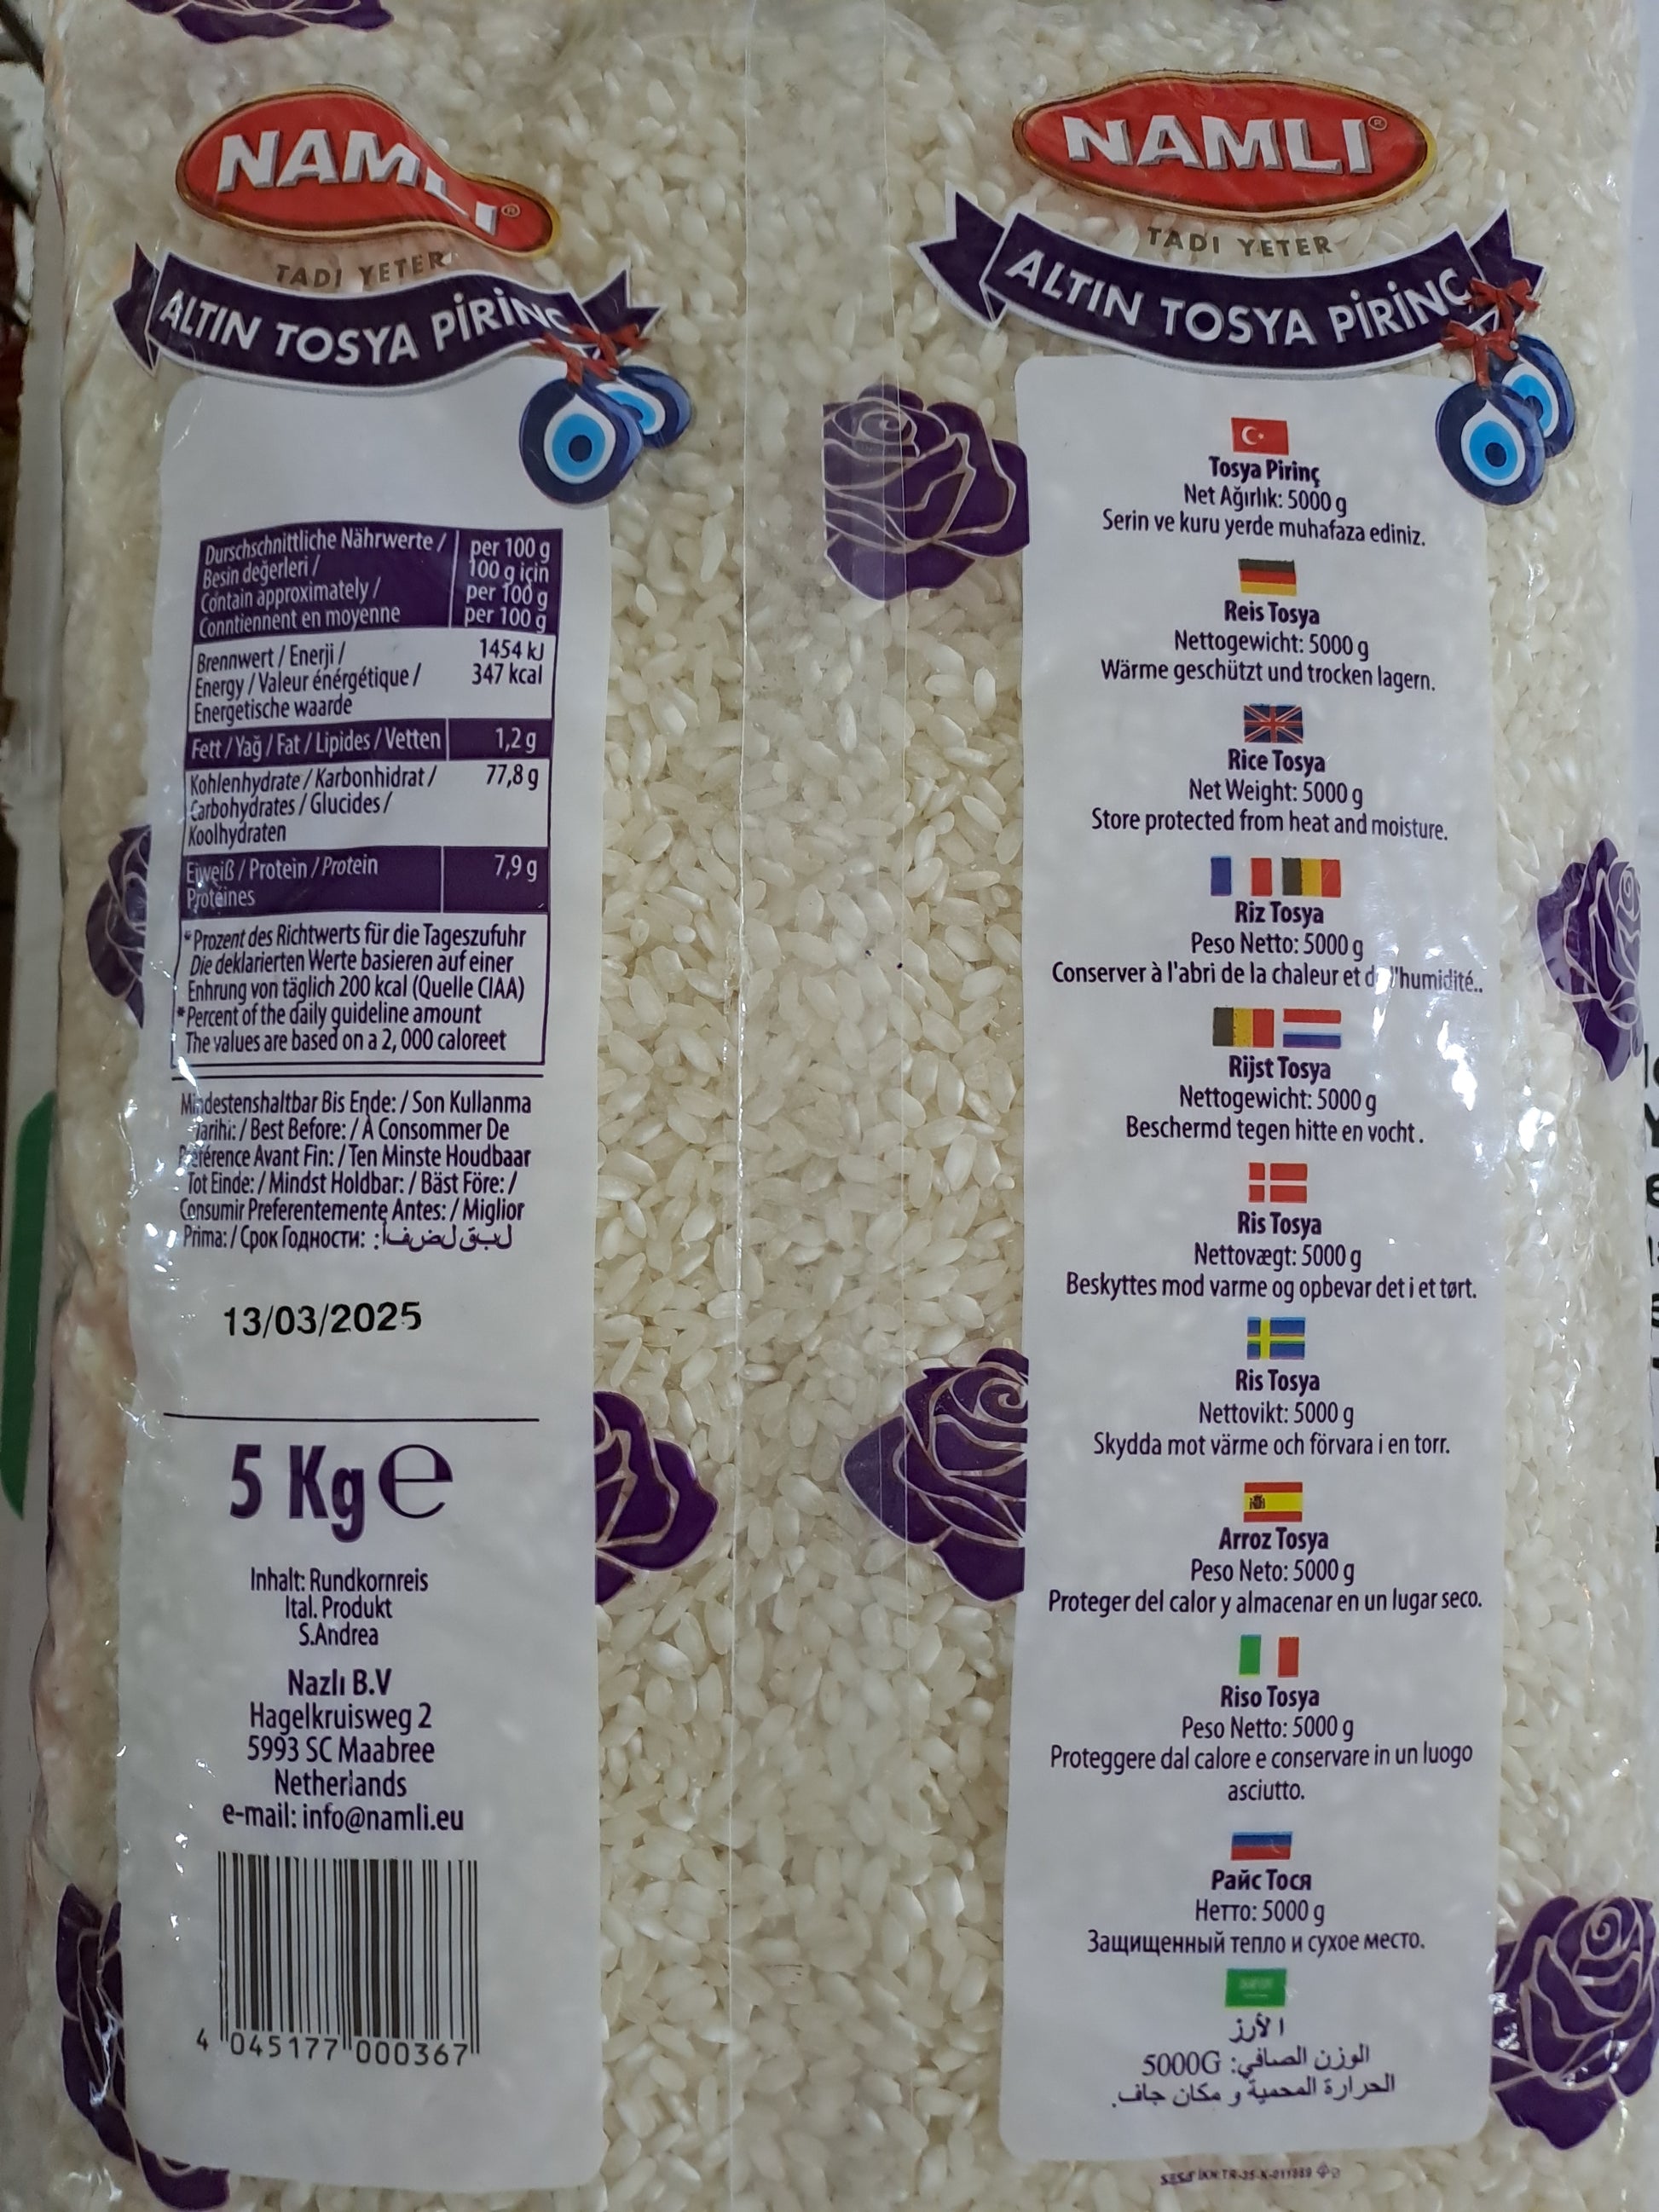 NAMLI®
TADI YETER
ALTIN TOSYA PİRİNÇ
Durschschnittliche Nährwerte / per 100 g
Besin değerleri / 100 g için
Contain approximately / per 100 g
Conntiennent en moyenne per 100 g
Brennwert / Enerji / 1454 kJ
Energy / Valeur énérgétique / 347 kcal
Energetische waarde
Fett / Yağ / Fat / Lipides / Vetten 1,2 g
Kohlenhydrate / Karbonhidrat / 77,8 g
Carbohydrates / Glucides /
Koolhydraten
Eiweiß / Protein / Protein 7,9 g
Protéines
*Prozent des Richtwerts für die Tageszufuhr
Die deklarierten Werte basieren auf einer
Enhrung von täglich 200 kcal (Quelle CIAA)
*Percent of the daily guideline amount
The values are based on a 2, 000 caloreet
Mindestenshaltbar Bis Ende: / Son Kullanma
Tarihi: / Best Before: / À Consommer De
Préférence Avant Fin: / Ten Minste Houdbaar
Tot Einde: / Mindst Holdbar: / Bäst Före: /
Consumir Preferentemente Antes: / Miglior
Prima: / Срок Годности:
13/03/2025
5 Kg e
Inhalt: Rundkornreis
Ital. Produkt
S.Andrea
Nazlı B.V
Hagelkruisweg 2
5993 SC Maabree
Netherlands
e-mail: info@namli.eu
4 045177 000367
NAMLI®
TADI YETER
ALTIN TOSYA PİRİNÇ
Tosya Pirinç
Net Ağırlık: 5000 g
Serin ve kuru yerde muhafaza ediniz.
Reis Tosya
Nettogewicht: 5000 g
Wärme geschützt und trocken lagern.
Rice Tosya
Net Weight: 5000 g
Store protected from heat and moisture.
Riz Tosya
Peso Netto: 5000 g
Conserver à l'abri de la chaleur et de l'humidité..
Rijst Tosya
Nettogewicht: 5000 g
Beschermd tegen hitte en vocht .
Ris Tosya
Nettovægt: 5000 g
Beskyttes mod varme og opbevar det i et tørt.
Ris Tosya
Nettovikt: 5000 g
Skydda mot värme och förvara i en torr.
Arroz Tosya
Peso Neto: 5000 g
Proteger del calor y almacenar en un lugar seco.
Riso Tosya
Peso Netto: 5000 g
Proteggere dal calore e conservare in un luogo
asciutto.
Райс Тося
Нетто: 5000 g
Защищенный тепло и сухое место.
ا لأرز
الوزن الصافي: 5000G
الحرارة المحمية و مكان جاف.